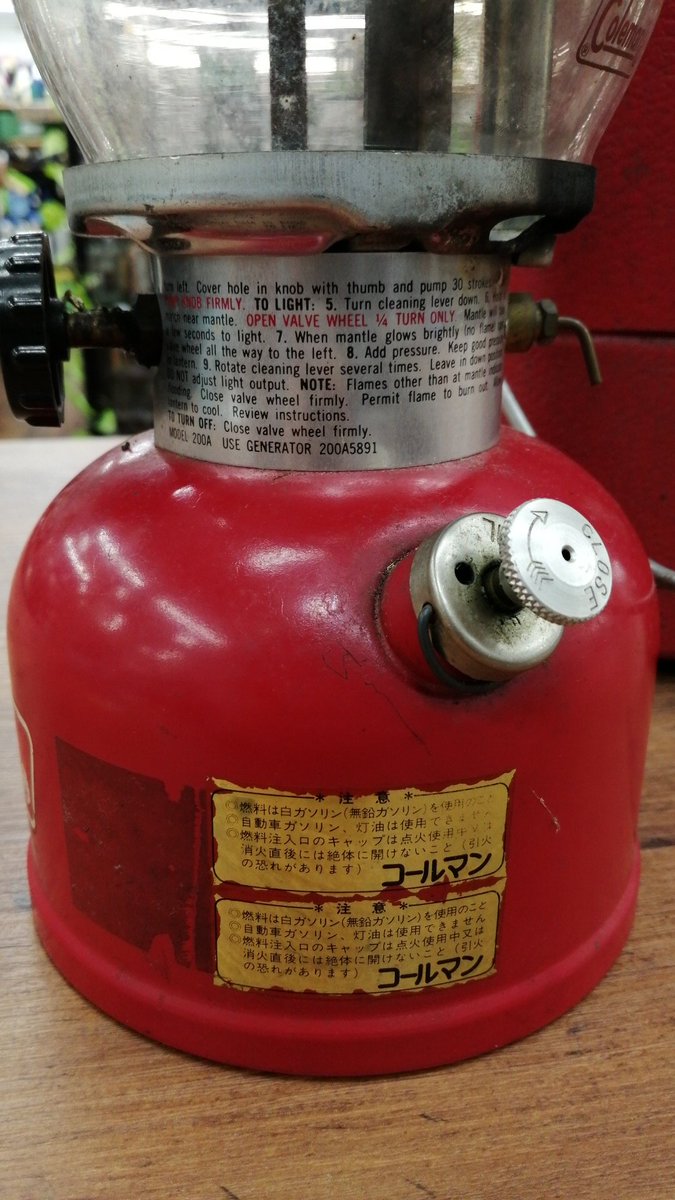 Coleman
turn left. Cover hole in knob with thumb and pump 30 strokes
KNOB FIRMLY. TO LIGHT: 5. Turn cleaning lever down. 6.
match near mantle. OPEN VALVE WHEEL ¼ TURN ONLY. Mantle will
a few seconds to light. 7. When mantle glows brightly (no flame
valve wheel all the way to the left. 8. Add pressure. Keep good pressure
lantern. 9. Rotate cleaning lever several times. Leave in down position
DO NOT adjust light output. NOTE: Flames other than at mantle
flooding. Close valve wheel firmly. Permit flame to burn out.
lantern to cool. Review instructions.
TO TURN OFF: Close valve wheel firmly.
MODEL 200A USE GENERATOR 200A5891
CLOSE
＊注意＊
◎燃料は白ガソリン(無鉛ガソリン)を使用のこと
◎自動車ガソリン、灯油は使用できません
◎燃料注入口のキャップは点火使用中又は
消火直後には絶体に開けないこと（引火
の恐れがあります）コールマン
＊注意＊
◎燃料は白ガソリン(無鉛ガソリン)を使用のこと
◎自動車ガソリン、灯油は使用できません
◎燃料注入口のキャップは点火使用中又は
消火直後には絶体に開けないこと（引火
の恐れがあります）コールマン